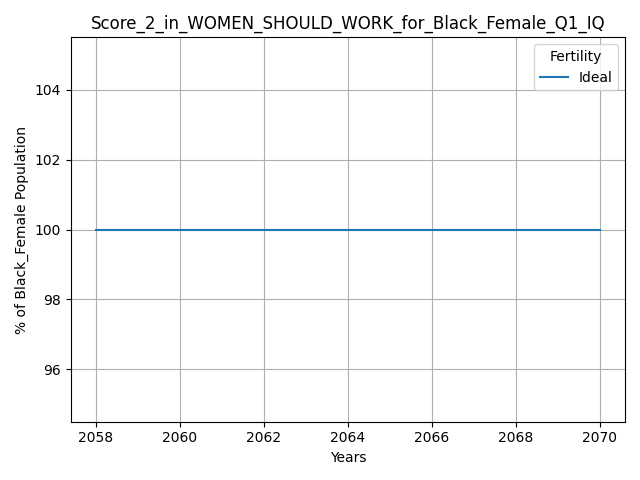 Score_2_in_WOMEN_SHOULD_WORK_for_Black_Female_Q1_IQ
Fertility
Ideal
104
102
100
98
96
% of Black_Female Population
2058 2060 2062 2064 2066 2068 2070
Years